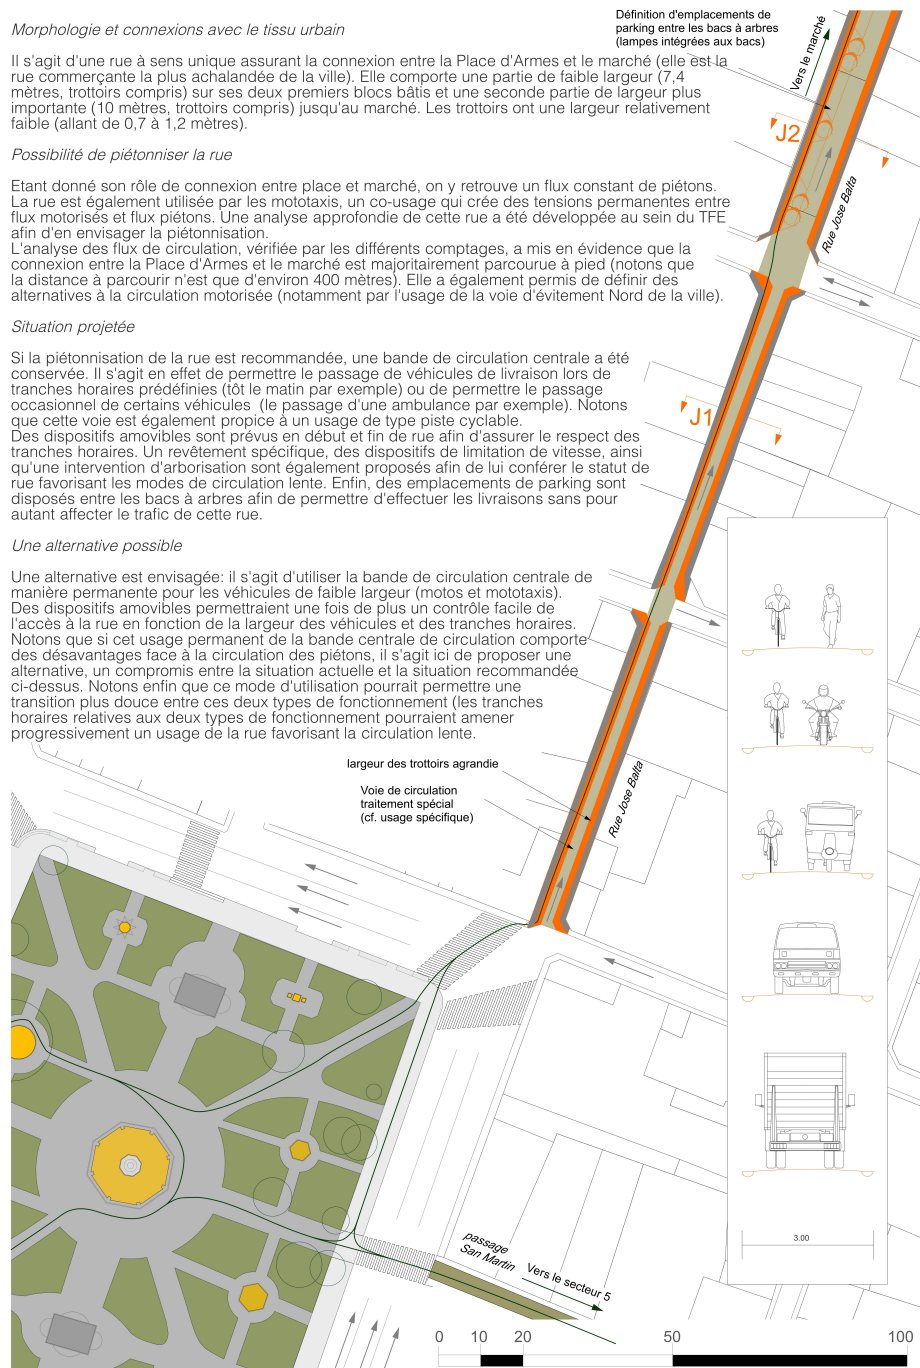 Morphologie et connexions avec le tissu urbain
Il s'agit d'une rue à sens unique assurant la connexion entre la Place d'Armes et le marché (elle est la
rue commerçante la plus achalandée de la ville). Elle comporte une partie de faible largeur (7,4
mètres, trottoirs compris) sur ses deux premiers blocs bâtis et une seconde partie de largeur plus
importante (10 mètres, trottoirs compris) jusqu'au marché. Les trottoirs ont une largeur relativement
faible (allant de 0,7 à 1,2 mètres).
Possibilité de piétonniser la rue
Etant donné son rôle de connexion entre place et marché, on y retrouve un flux constant de piétons.
La rue est également utilisée par les mototaxis, un co-usage qui crée des tensions permanentes entre
flux motorisés et flux piétons. Une analyse approfondie de cette rue a été développée au sein du TFE
afin d'en envisager la piétonnisation.
L'analyse des flux de circulation, vérifiée par les différents comptages, a mis en évidence que la
connexion entre la Place d'Armes et le marché est majoritairement parcourue à pied (notons que
la distance à parcourir n'est que d'environ 400 mètres). Elle a également permis de définir des
alternatives à la circulation motorisée (notamment par l'usage de la voie d'évitement Nord de la ville).
Situation projetée
Si la piétonnisation de la rue est recommandée, une bande de circulation centrale a été
conservée. Il s'agit en effet de permettre le passage de véhicules de livraison lors de
tranches horaires prédéfinies (tôt le matin par exemple) ou de permettre le passage
occasionnel de certains véhicules (le passage d'une ambulance par exemple). Notons
que cette voie est également propice à un usage de type piste cyclable.
Des dispositifs amovibles sont prévus en début et fin de rue afin d'assurer le respect des
tranches horaires. Un revêtement spécifique, des dispositifs de limitation de vitesse, ainsi
qu'une intervention d'arborisation sont également proposés afin de lui conférer le statut de
rue favorisant les modes de circulation lente. Enfin, des emplacements de parking sont
disposés entre les bacs à arbres afin de permettre d'effectuer les livraisons sans pour
autant affecter le trafic de cette rue.
Une alternative possible
Une alternative est envisagée: il s'agit d'utiliser la bande de circulation centrale de
manière permanente pour les véhicules de faible largeur (motos et mototaxis).
Des dispositifs amovibles permettraient une fois de plus un contrôle facile de
l'accès à la rue en fonction de la largeur des véhicules et des tranches horaires.
Notons que si cet usage permanent de la bande centrale de circulation comporte
des désavantages face à la circulation des piétons, il s'agit ici de proposer une
alternative, un compromis entre la situation actuelle et la situation recommandée
ci-dessus. Notons enfin que ce mode d'utilisation pourrait permettre une
transition plus douce entre ces deux types de fonctionnement (les tranches
horaires relatives aux deux types de fonctionnement pourraient amener
progressivement un usage de la rue favorisant la circulation lente.
Définition d'emplacements de
parking entre les bacs à arbres
(lampes intégrées aux bacs)
Vers le marché
J2
Rue Jose Balta
J1
largeur des trottoirs agrandie
Voie de circulation
traitement spécial
(cf. usage spécifique)
Rue Jose Balta
3.00
passage
San Martin
Vers le secteur 5
0 10 20 50 100